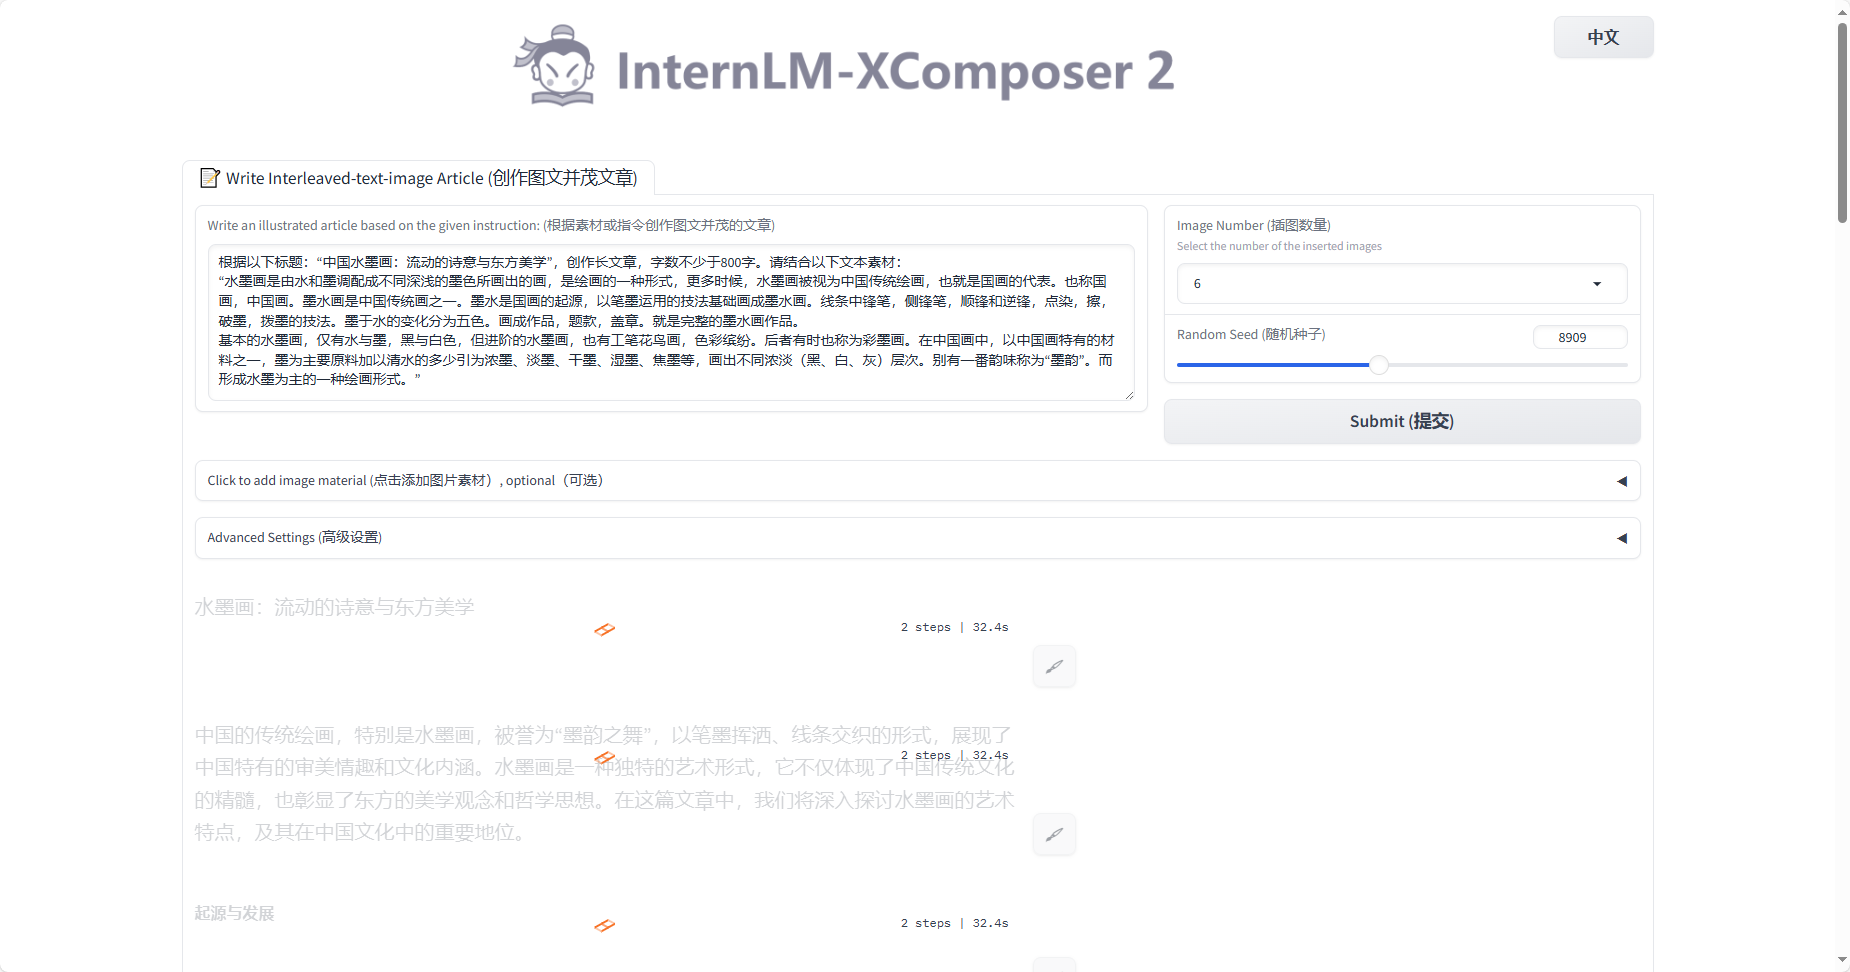 InternLM-XComposer 2
中文
Write Interleaved-text-image Article (创作图文并茂文章)
Write an illustrated article based on the given instruction: (根据素材或指令创作图文并茂的文章)
根据以下标题：“中国水墨画：流动的诗意与东方美学”，创作长文章，字数不少于800字。请结合以下文本素材：
“水墨画是由水和墨调配成不同深浅的墨色所画出的画，是绘画的一种形式，更多时候，水墨画被视为中国传统绘画，也就是国画的代表。也称国
画，中国画。墨水画是中国传统画之一。墨水是国画的起源，以笔墨运用的技法基础画成墨水画。线条中锋笔，侧锋笔，顺锋和逆锋，点染，擦，
破墨，拨墨的技法。墨于水的变化分为五色。画成作品，题款，盖章。就是完整的墨水画作品。
基本的水墨画，仅有水与墨，黑与白色，但进阶的水墨画，也有工笔花鸟画，色彩缤纷。后者有时也称为彩墨画。在中国画中，以中国画特有的材
料之一，墨为主要原料加以清水的多少引为浓墨、淡墨、干墨、湿墨、焦墨等，画出不同浓淡（黑、白、灰）层次。别有一番韵味称为“墨韵”。而
形成水墨为主的一种绘画形式。”
Image Number (插图数量)
Select the number of the inserted images
6
Random Seed (随机种子)
8909
Submit (提交)
Click to add image material (点击添加图片素材）, optional（可选）
Advanced Settings (高级设置)
水墨画：流动的诗意与东方美学
2 steps | 32.4s
中国的传统绘画，特别是水墨画，被誉为“墨韵之舞”，以笔墨挥洒、线条交织的形式，展现了
2 steps | 32.4s
中国特有的审美情趣和文化内涵。水墨画是一种独特的艺术形式，它不仅体现了中国传统文化
的精髓，也彰显了东方的美学观念和哲学思想。在这篇文章中，我们将深入探讨水墨画的艺术
特点，及其在中国文化中的重要地位。
起源与发展
2 steps | 32.4s